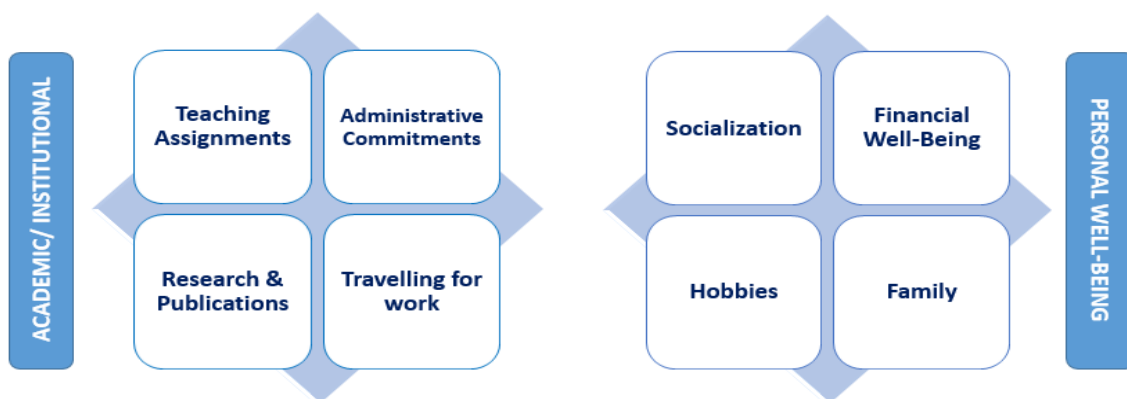 ACADEMIC/ INSTITUTIONAL
Teaching
Assignments
Administrative
Commitments
Research &
Publications
Travelling for
work
Socialization
Financial
Well-Being
Hobbies
Family
PERSONAL WELL-BEING